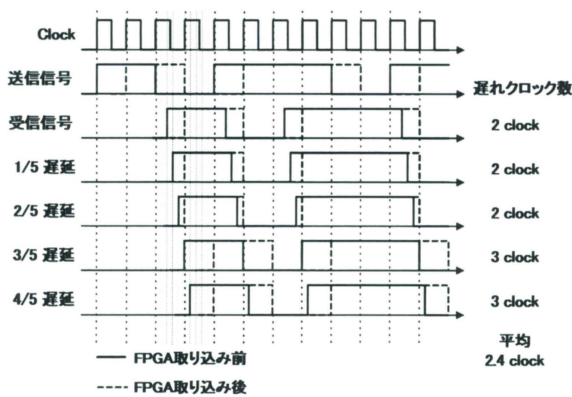 Clock
送信信号
遅れクロック数
受信信号
2 clock
1/5 遅延
2 clock
2/5 遅延
2 clock
3/5 遅延
3 clock
4/5 遅延
3 clock
平均
2.4 clock
FPGA取り込み前
FPGA取り込み後